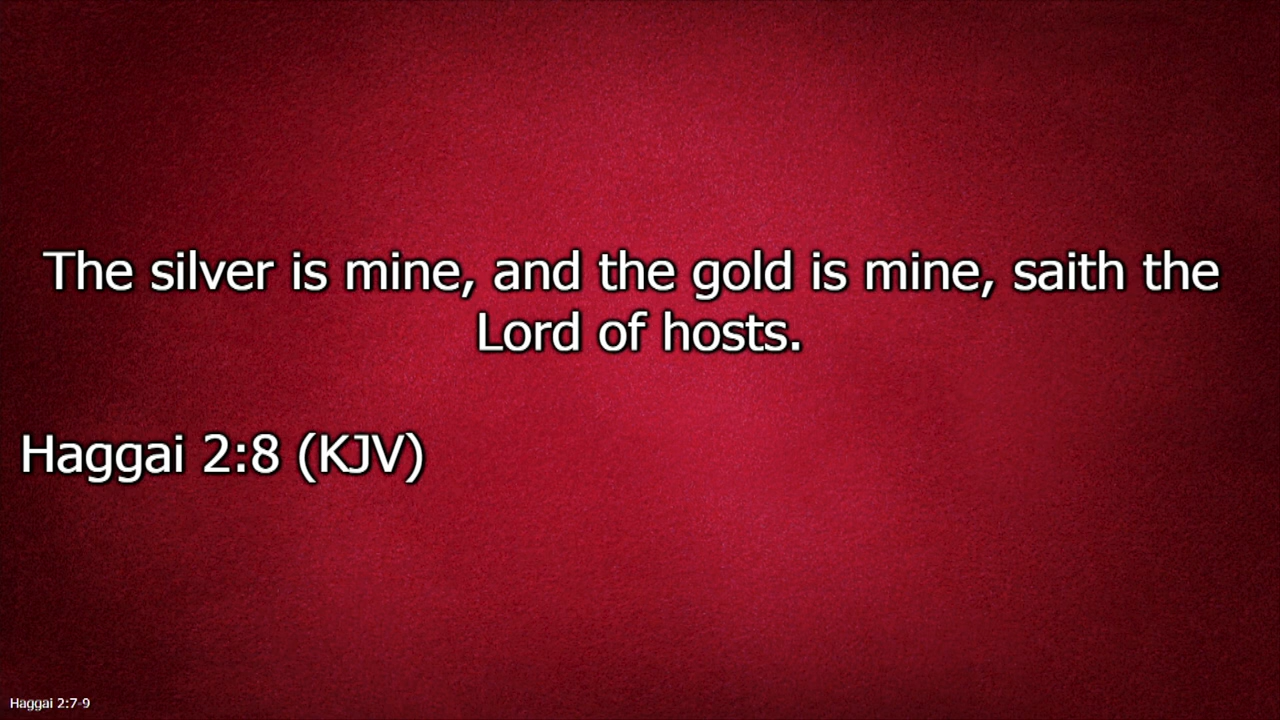 The silver is mine, and the gold is mine, saith the
Lord of hosts.
Haggai 2:8 (KJV)
Haggai 2:7-9